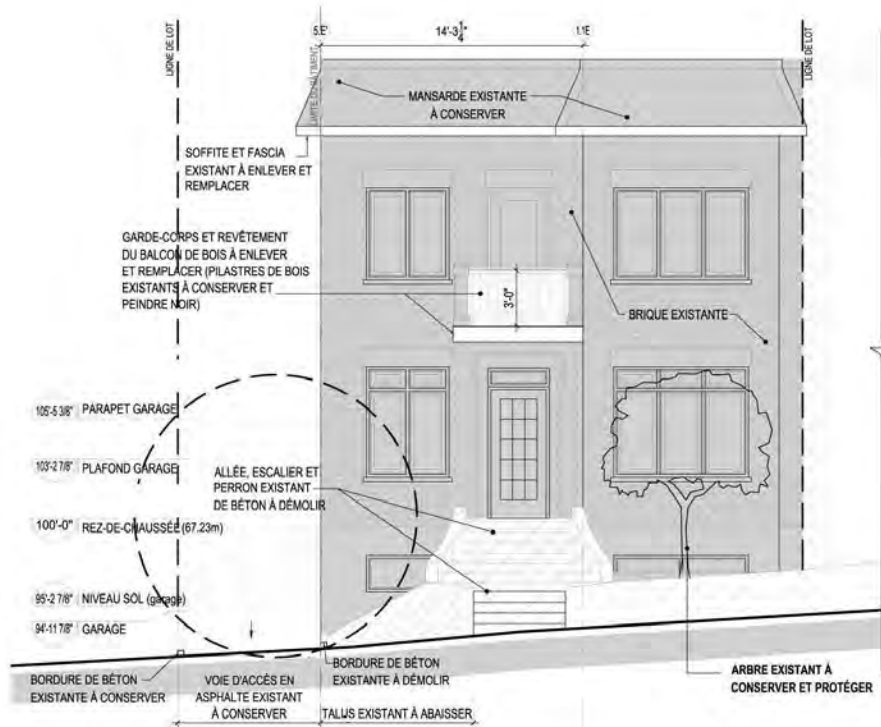 5.E'
14'-3 1/4"
1.1E
LIGNE DE LOT
LIMITE DU BÂTIMENT
LIGNE DE LOT
MANSARDE EXISTANTE
À CONSERVER
SOFFITE ET FASCIA
EXISTANT À ENLEVER ET
REMPLACER
GARDE-CORPS ET REVÊTEMENT
DU BALCON DE BOIS À ENLEVER
ET REMPLACER (PILASTRES DE BOIS
EXISTANTS À CONSERVER ET
PEINDRE NOIR)
3'-0"
BRIQUE EXISTANTE
105'-5 3/8" PARAPET GARAGE
103'-2 7/8" PLAFOND GARAGE
ALLÉE, ESCALIER ET
PERRON EXISTANT
DE BÉTON À DÉMOLIR
100'-0" REZ-DE-CHAUSSÉE (67.23m)
95'-2 7/8" NIVEAU SOL (garage)
94'-11 7/8" GARAGE
BORDURE DE BÉTON
EXISTANTE À CONSERVER
VOIE D'ACCÈS EN
ASPHALTE EXISTANT
À CONSERVER
BORDURE DE BÉTON
EXISTANTE À DÉMOLIR
TALUS EXISTANT À ABAISSER
ARBRE EXISTANT À
CONSERVER ET PROTÉGER